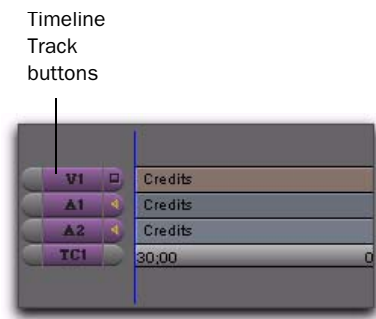 Timeline
Track
buttons
V1 Credits
A1 Credits
A2 Credits
TC1 30;00 0